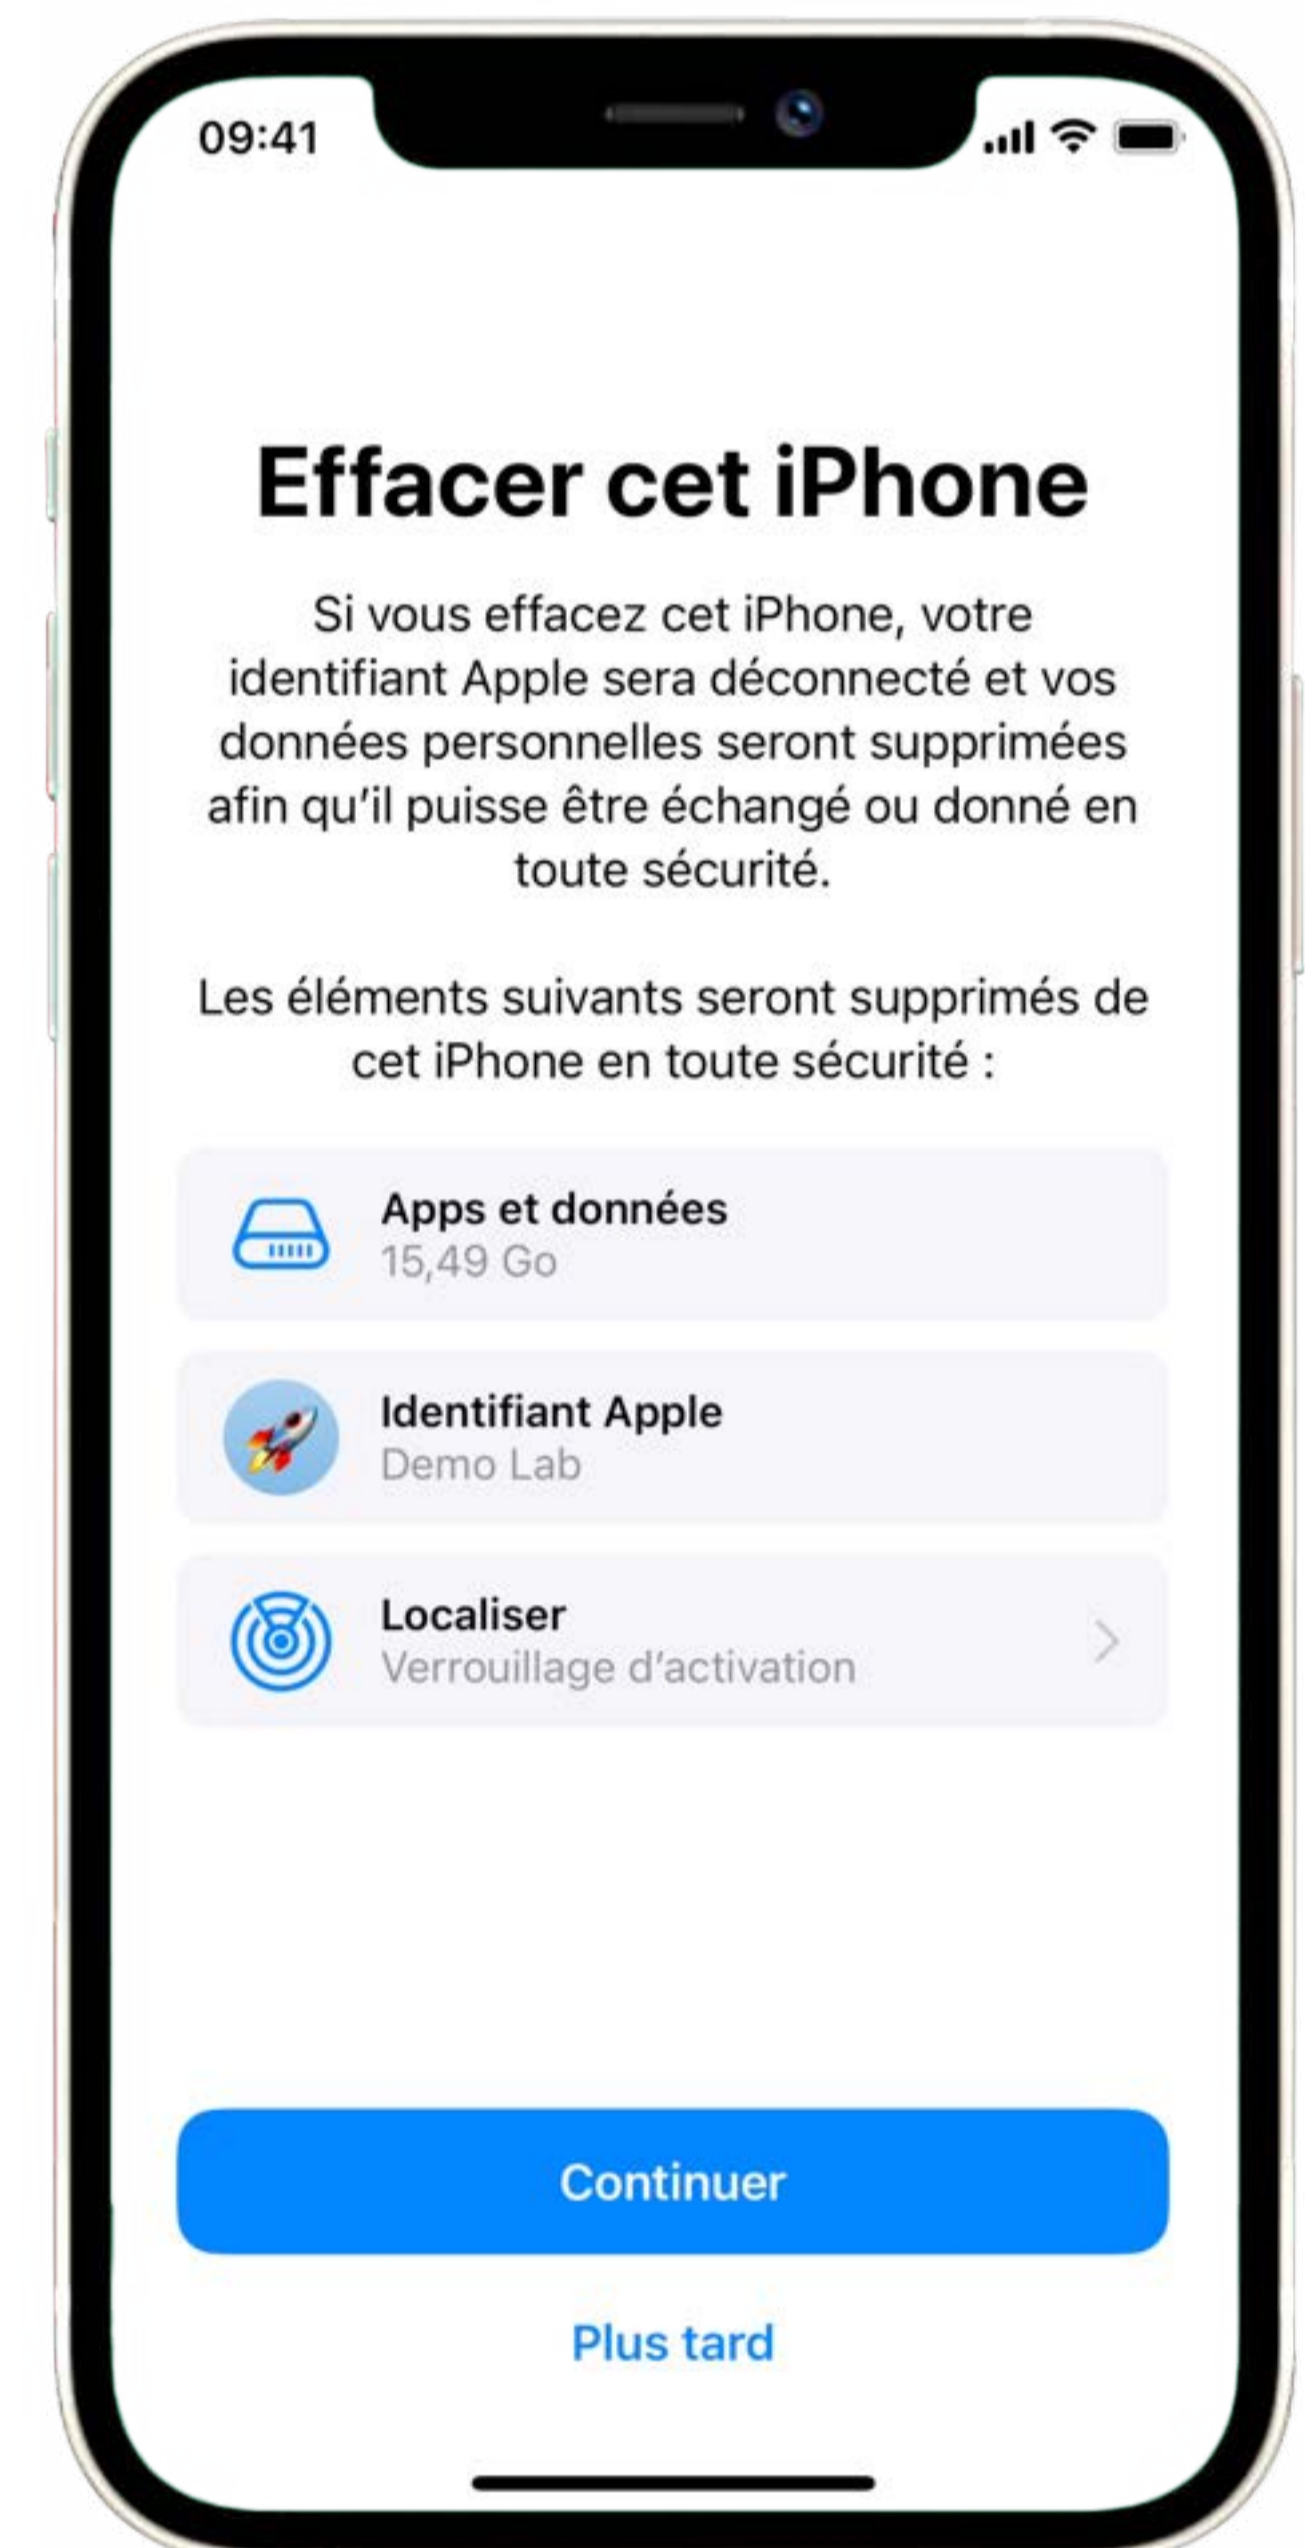 09:41
Effacer cet iPhone
Si vous effacez cet iPhone, votre
identifiant Apple sera déconnecté et vos
données personnelles seront supprimées
afin qu’il puisse être échangé ou donné en
toute sécurité.
Les éléments suivants seront supprimés de
cet iPhone en toute sécurité :
Apps et données
15,49 Go
Identifiant Apple
Demo Lab
Localiser
Verrouillage d’activation
Continuer
Plus tard